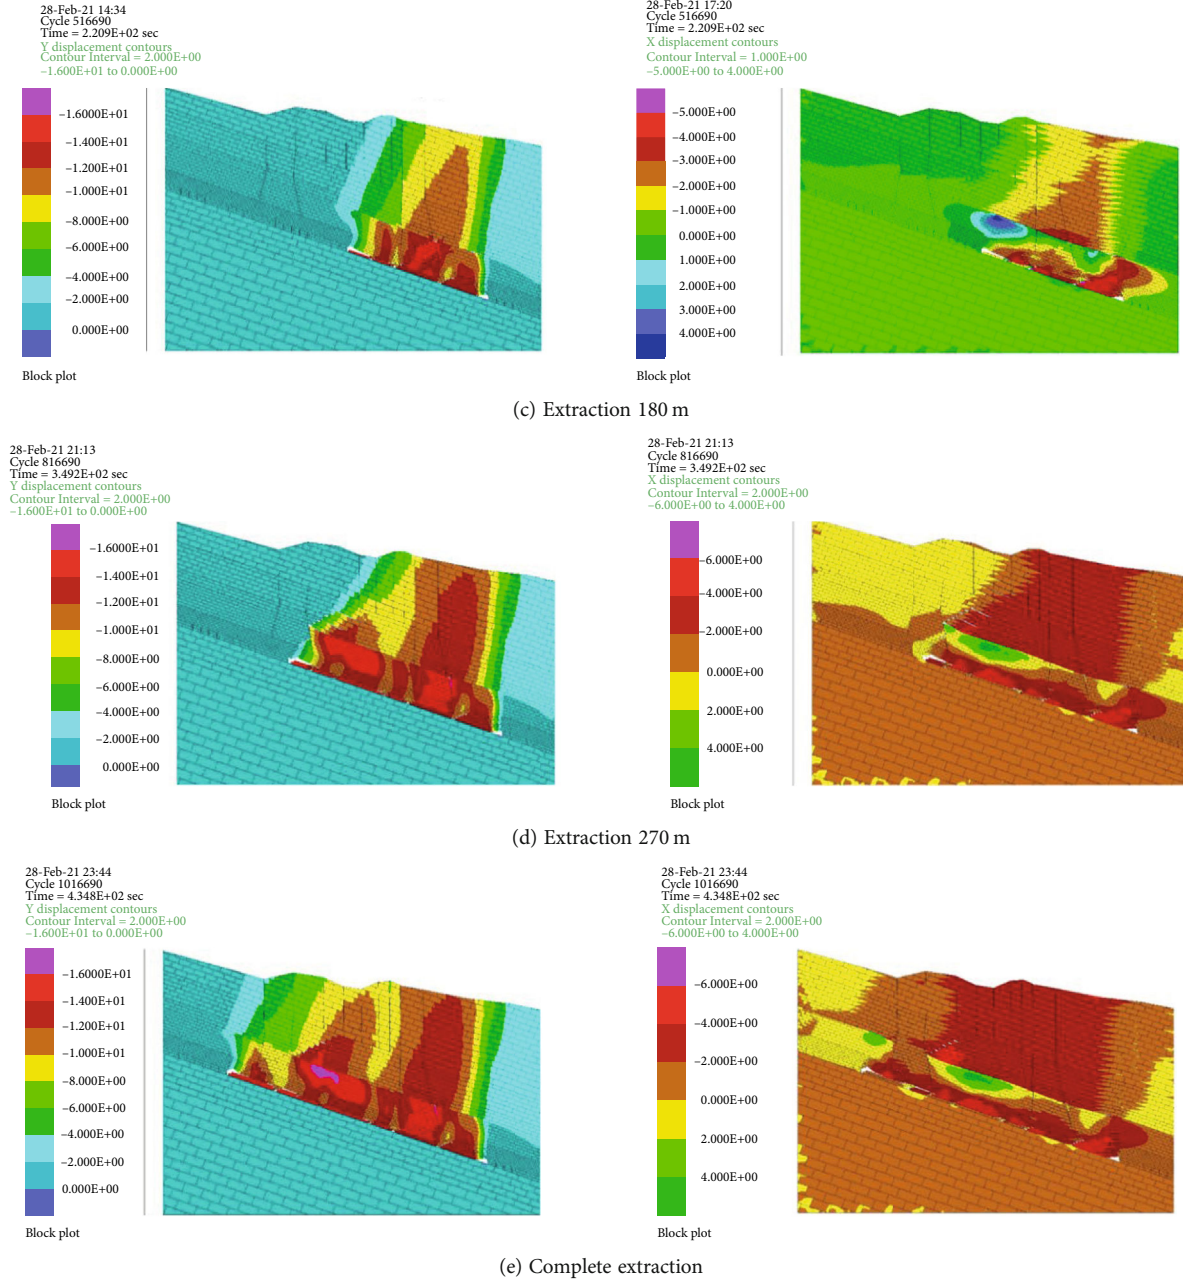 28-Feb-21 14:34
Cycle 516690
Time = 2.209E+02 sec
Y displacement contours
Contour Interval = 2.000E+00
–1.600E+01 to 0.000E+00
–1.6000E+01
–1.400E+01
–1.200E+01
–1.000E+01
–8.000E+00
–6.000E+00
–4.000E+00
–2.000E+00
0.000E+00
Block plot
28-Feb-21 17:20
Cycle 516690
Time = 2.209E+02 sec
X displacement contours
Contour Interval = 1.000E+00
–5.000E+00 to 4.000E+00
–5.000E+00
–4.000E+00
–3.000E+00
–2.000E+00
–1.000E+00
0.000E+00
1.000E+00
2.000E+00
3.000E+00
4.000E+00
Block plot
(c) Extraction 180 m
28-Feb-21 21:13
Cycle 816690
Time = 3.492E+02 sec
Y displacement contours
Contour Interval = 2.000E+00
–1.600E+01 to 0.000E+00
–1.6000E+01
–1.400E+01
–1.200E+01
–1.000E+01
–8.000E+00
–6.000E+00
–4.000E+00
–2.000E+00
0.000E+00
Block plot
28-Feb-21 21:13
Cycle 816690
Time = 3.492E+02 sec
X displacement contours
Contour Interval = 2.000E+00
–6.000E+00 to 4.000E+00
–6.000E+00
–4.000E+00
–2.000E+00
0.000E+00
2.000E+00
4.000E+00
Block plot
(d) Extraction 270 m
28-Feb-21 23:44
Cycle 1016690
Time = 4.348E+02 sec
Y displacement contours
Contour Interval = 2.000E+00
–1.600E+01 to 0.000E+00
–1.6000E+01
–1.400E+01
–1.200E+01
–1.000E+01
–8.000E+00
–6.000E+00
–4.000E+00
–2.000E+00
0.000E+00
Block plot
28-Feb-21 23:44
Cycle 1016690
Time = 4.348E+02 sec
X displacement contours
Contour Interval = 2.000E+00
–6.000E+00 to 4.000E+00
–6.000E+00
–4.000E+00
–2.000E+00
0.000E+00
2.000E+00
4.000E+00
Block plot
(e) Complete extraction